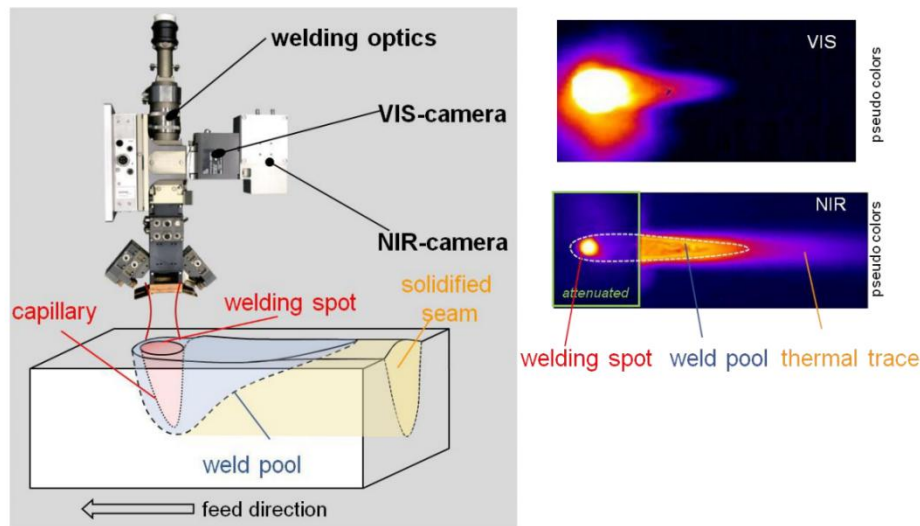 welding optics
VIS-camera
NIR-camera
capillary
welding spot
solidified
seam
weld pool
feed direction
VIS
pseudo colors
NIR
attenuated
pseudo colors
welding spot
weld pool
thermal trace